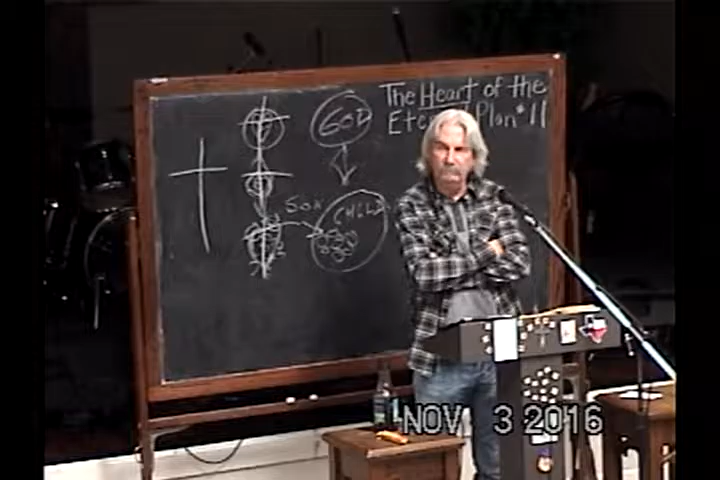 The Heart of the
Plan #11
GOD
SON
CHILD
NOV. 3 2016